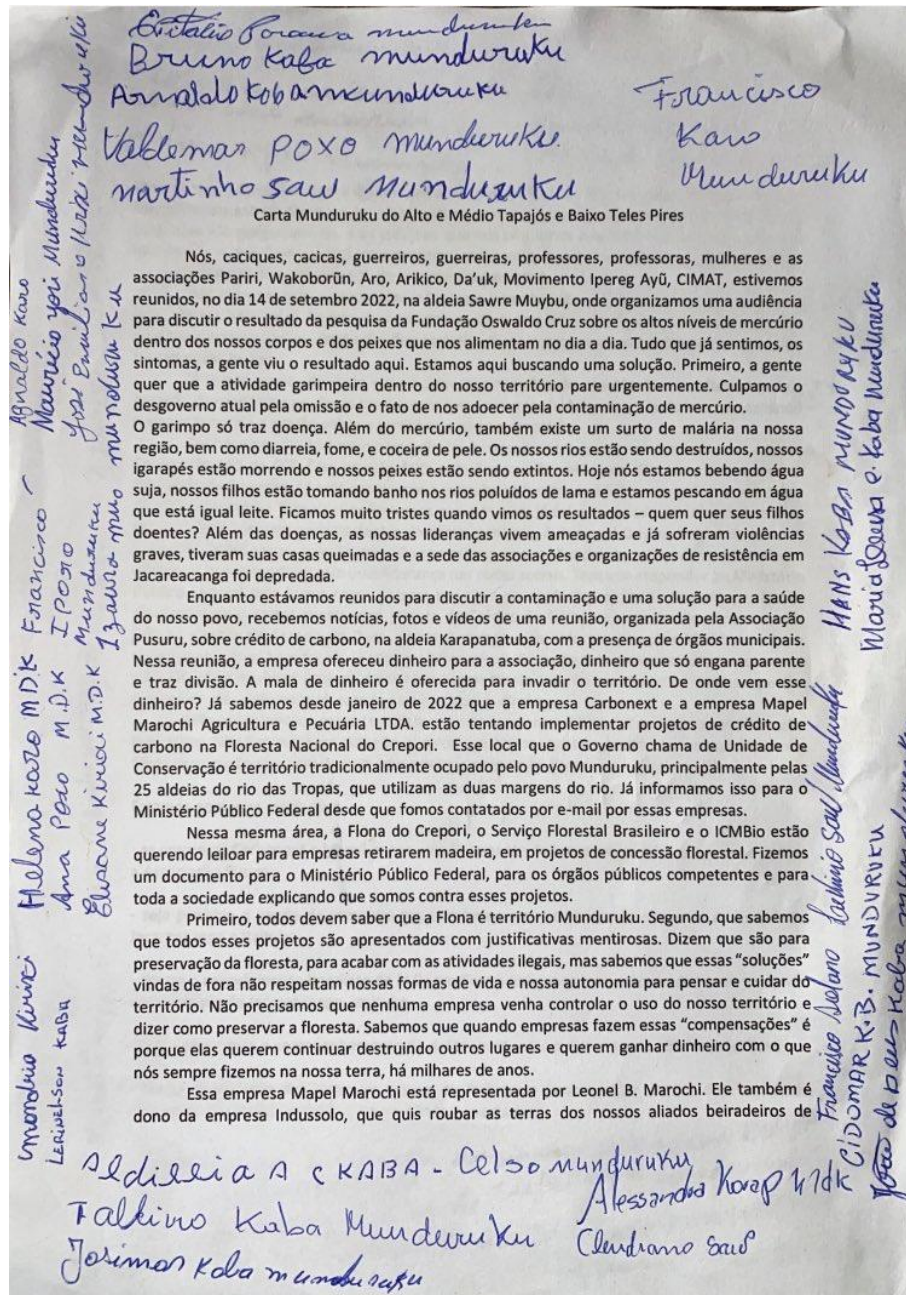 Bruno Kaba munduruku
Arnaldo Kobamunduruku
Valdemar POXO munduruku.
martinho saw Munduruku
Francisco
Karo
Munduruku
Carta Munduruku do Alto e Médio Tapajós e Baixo Teles Pires
Nós, caciques, cacicas, guerreiros, guerreiras, professores, professoras, mulheres e as
associações Pariri, Wakoborũn, Aro, Arikico, Da'uk, Movimento Ipereg Ayũ, CIMAT, estivemos
reunidos, no dia 14 de setembro 2022, na aldeia Sawre Muybu, onde organizamos uma audiência
para discutir o resultado da pesquisa da Fundação Oswaldo Cruz sobre os altos níveis de mercúrio
dentro dos nossos corpos e dos peixes que nos alimentam no dia a dia. Tudo que já sentimos, os
sintomas, a gente viu o resultado aqui. Estamos aqui buscando uma solução. Primeiro, a gente
quer que a atividade garimpeira dentro do nosso território pare urgentemente. Culpamos o
desgoverno atual pela omissão e o fato de nos adoecer pela contaminação de mercúrio.
O garimpo só traz doença. Além do mercúrio, também existe um surto de malária na nossa
região, bem como diarreia, fome, e coceira de pele. Os nossos rios estão sendo destruídos, nossos
igarapés estão morrendo e nossos peixes estão sendo extintos. Hoje nós estamos bebendo água
suja, nossos filhos estão tomando banho nos rios poluídos de lama e estamos pescando em água
que está igual leite. Ficamos muito tristes quando vimos os resultados – quem quer seus filhos
doentes? Além das doenças, as nossas lideranças vivem ameaçadas e já sofreram violências
graves, tiveram suas casas queimadas e a sede das associações e organizações de resistência em
Jacareacanga foi depredada.
Enquanto estávamos reunidos para discutir a contaminação e uma solução para a saúde
do nosso povo, recebemos notícias, fotos e vídeos de uma reunião, organizada pela Associação
Pusuru, sobre crédito de carbono, na aldeia Karapanatuba, com a presença de órgãos municipais.
Nessa reunião, a empresa ofereceu dinheiro para a associação, dinheiro que só engana parente
e traz divisão. A mala de dinheiro é oferecida para invadir o território. De onde vem esse
dinheiro? Já sabemos desde janeiro de 2022 que a empresa Carbonext e a empresa Mapel
Marochi Agricultura e Pecuária LTDA. estão tentando implementar projetos de crédito de
carbono na Floresta Nacional do Crepori. Esse local que o Governo chama de Unidade de
Conservação é território tradicionalmente ocupado pelo povo Munduruku, principalmente pelas
25 aldeias do rio das Tropas, que utilizam as duas margens do rio. Já informamos isso para o
Ministério Público Federal desde que fomos contatados por e-mail por essas empresas.
Nessa mesma área, a Flona do Crepori, o Serviço Florestal Brasileiro e o ICMBio estão
querendo leiloar para empresas retirarem madeira, em projetos de concessão florestal. Fizemos
um documento para o Ministério Público Federal, para os órgãos públicos competentes e para
toda a sociedade explicando que somos contra esses projetos.
Primeiro, todos devem saber que a Flona é território Munduruku. Segundo, que sabemos
que todos esses projetos são apresentados com justificativas mentirosas. Dizem que são para
preservação da floresta, para acabar com as atividades ilegais, mas sabemos que essas "soluções"
vindas de fora não respeitam nossas formas de vida e nossa autonomia para pensar e cuidar do
território. Não precisamos que nenhuma empresa venha controlar o uso do nosso território e
dizer como preservar a floresta. Sabemos que quando empresas fazem essas "compensações" é
porque elas querem continuar destruindo outros lugares e querem ganhar dinheiro com o que
nós sempre fizemos na nossa terra, há milhares de anos.
Essa empresa Mapel Marochi está representada por Leonel B. Marochi. Ele também é
dono da empresa Indussolo, que quis roubar as terras dos nossos aliados beiradeiros de
Agnaldo Karo
Maurício Munduruku
Munduruku
Francisco
Helena Karo M.D.K
Ana Poxo M.D.K
Elisane Kirixi M.D.K
Kirixi
LERINELSON KABA
HANS KABA MUNDURUKU
Kaba Munduruku
Francisco
CIDOMAR K.B. MUNDURUKU
Kaba munduruku
A C KABA - Celso munduruku
Alessandra Korap Mdk
Kaba Munduruku
Josimar Kaba munduruku